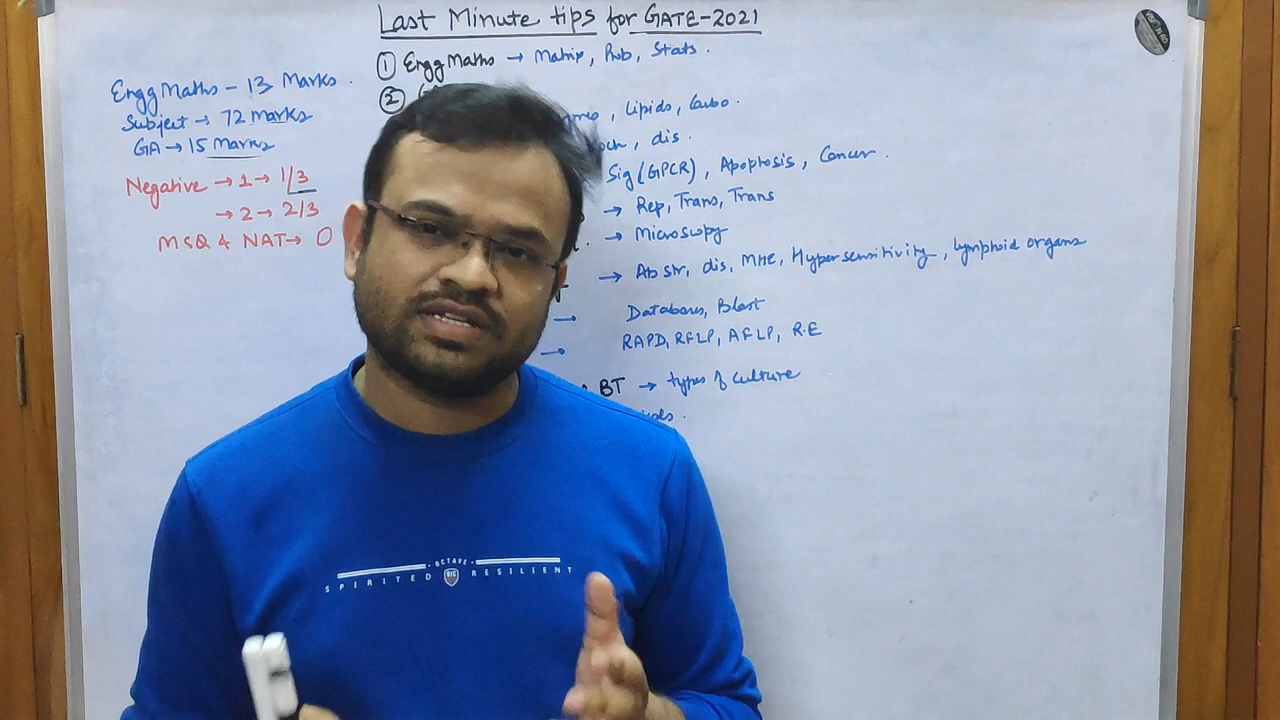 Last Minute tips for GATE-2021
① Engg Maths → Matrix, Prob, Stats.
②
Lipids, Carbo.
dis.
Sig (GPCR), Apoptosis, Cancer.
→ Rep, Trans, Trans
→ Microscopy
→ Ab str, dis, MHC, Hypersensitivity, lymphoid organs
→ Databases, Blast
→ RAPD, RFLP, AFLP, R.E
BT → types of culture
Engg Maths - 13 Marks.
Subject → 72 marks
GA → 15 Marks
Negative → 1 → 1/3
→ 2 → 2/3
MSQ & NAT → 0
OCTAVE
SPIRITED RESILIENT